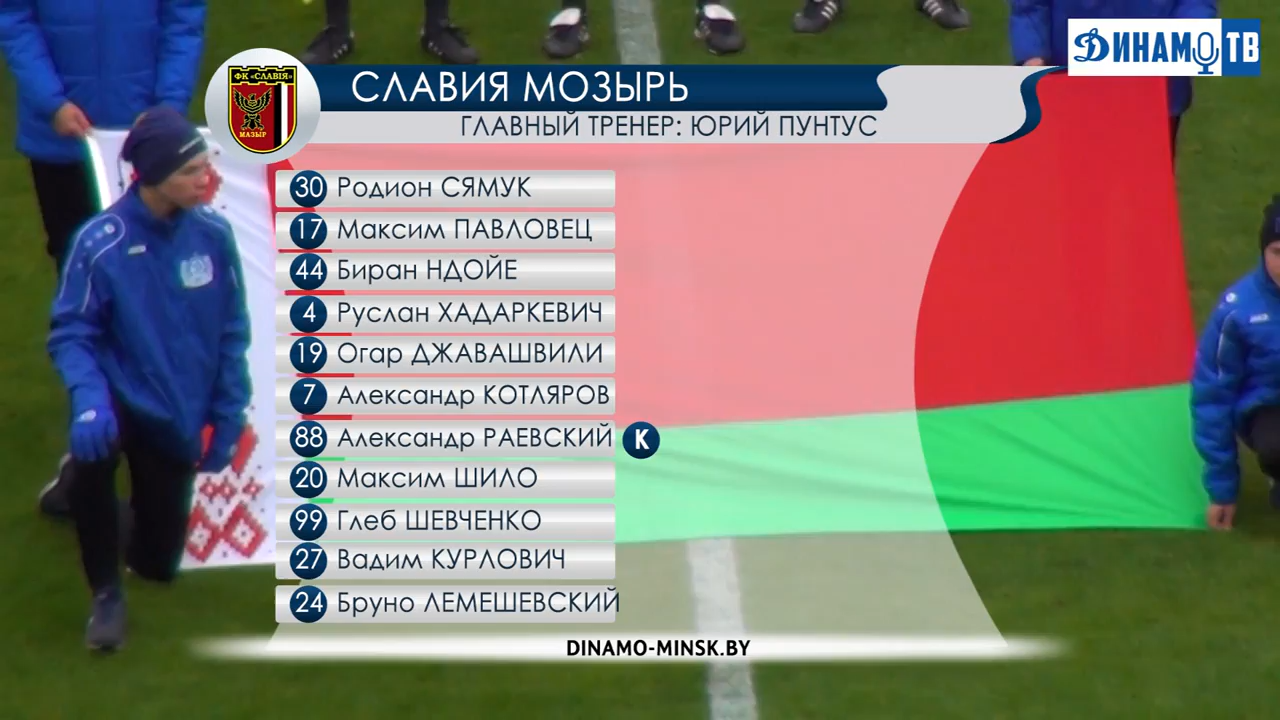 ДИНАМО ТВ
ФК «СЛАВІЯ»
МАЗЫР
СЛАВИЯ МОЗЫРЬ
ГЛАВНЫЙ ТРЕНЕР: ЮРИЙ ПУНТУС
30 Родион СЯМУК
17 Максим ПАВЛОВЕЦ
44 Биран НДОЙЕ
4 Руслан ХАДАРКЕВИЧ
19 Огар ДЖАВАШВИЛИ
7 Александр КОТЛЯРОВ
88 Александр РАЕВСКИЙ К
20 Максим ШИЛО
99 Глеб ШЕВЧЕНКО
27 Вадим КУРЛОВИЧ
24 Бруно ЛЕМЕШЕВСКИЙ
DINAMO-MINSK.BY